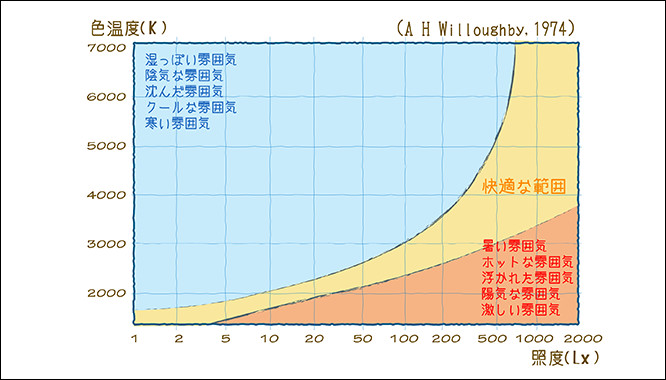 色温度(K)
(A H Willoughby. 1974)
7000
6000
5000
4000
3000
2000
湿っぽい雰囲気
陰気な雰囲気
沈んだ雰囲気
クールな雰囲気
寒い雰囲気
快適な範囲
暑い雰囲気
ホットな雰囲気
浮かれた雰囲気
陽気な雰囲気
激しい雰囲気
1 2 5 10 20 50 100 200 500 1000 2000
照度(Lx)